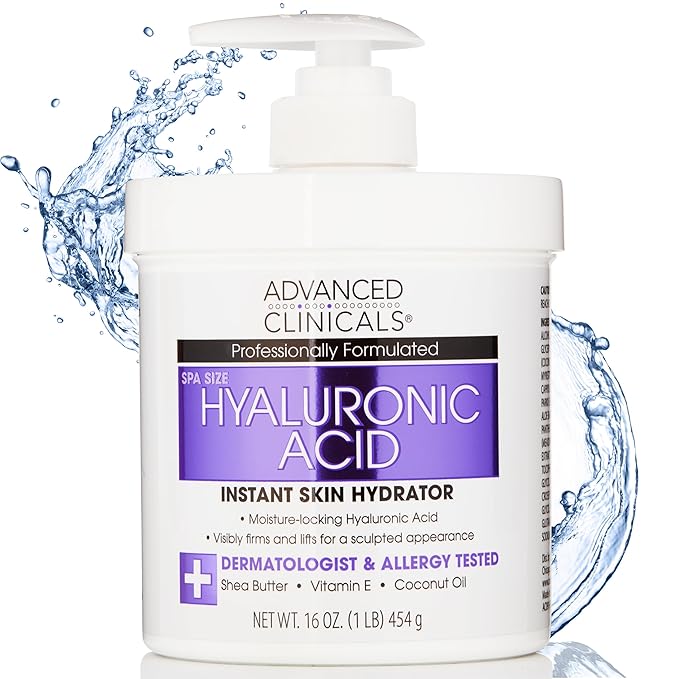 ADVANCED
CLINICALS®
Professionally Formulated
SPA SIZE
HYALURONIC
ACID
INSTANT SKIN HYDRATOR
• Moisture-locking Hyaluronic Acid
• Visibly firms and lifts for a sculpted appearance
DERMATOLOGIST & ALLERGY TESTED
Shea Butter • Vitamin E • Coconut Oil
NET WT. 16 OZ. (1 LB) 454 g